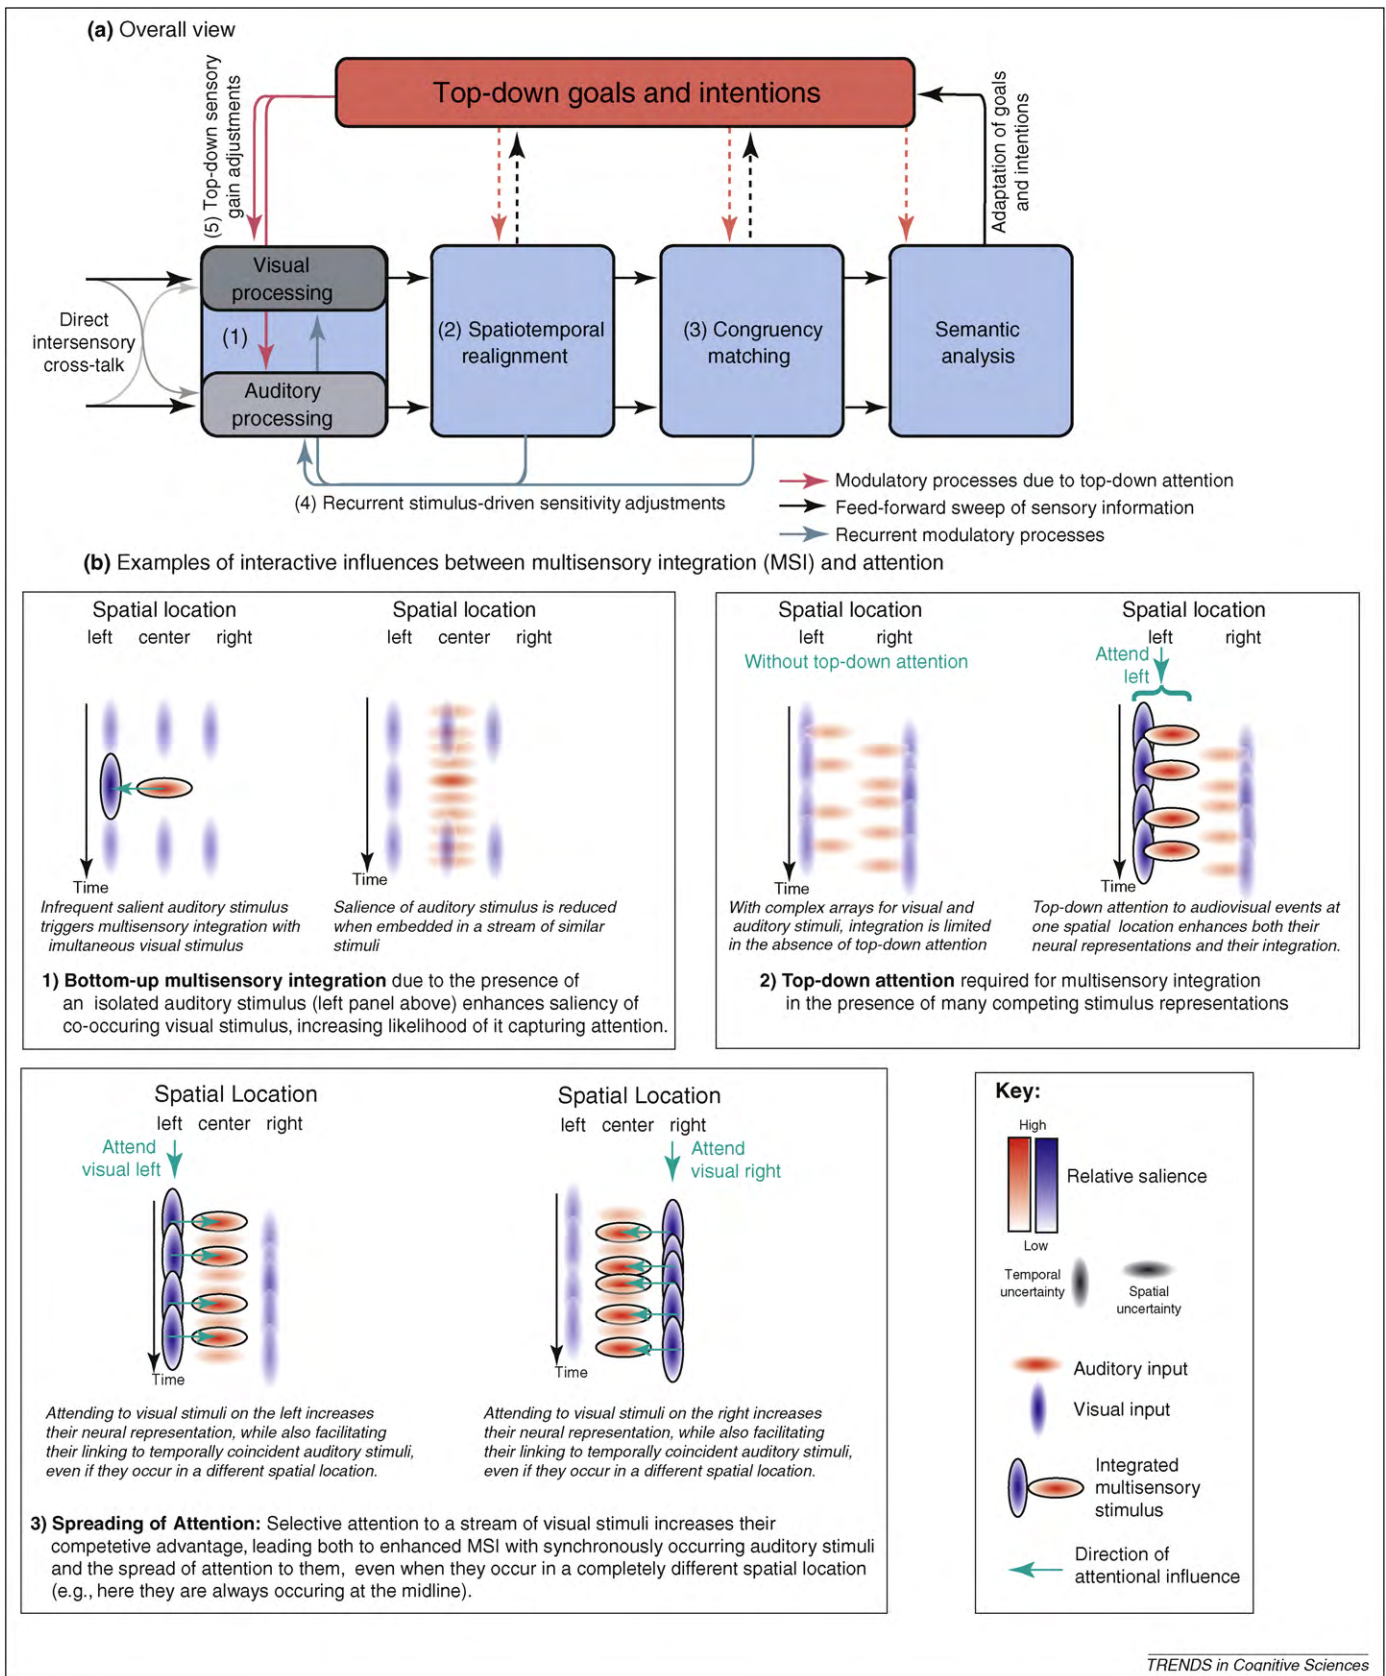 (a) Overall view
(5) Top-down sensory
gain adjustments
Top-down goals and intentions
Adaptation of goals
and intentions
Direct
intersensory
cross-talk
Visual
processing
(1)
Auditory
processing
(2) Spatiotemporal
realignment
(3) Congruency
matching
Semantic
analysis
(4) Recurrent stimulus-driven sensitivity adjustments
Modulatory processes due to top-down attention
Feed-forward sweep of sensory information
Recurrent modulatory processes
(b) Examples of interactive influences between multisensory integration (MSI) and attention
Spatial location
left center right
Time
Infrequent salient auditory stimulus
triggers multisensory integration with
imultaneous visual stimulus
Spatial location
left center right
Time
Salience of auditory stimulus is reduced
when embedded in a stream of similar
stimuli
1) Bottom-up multisensory integration due to the presence of
an isolated auditory stimulus (left panel above) enhances saliency of
co-occuring visual stimulus, increasing likelihood of it capturing attention.
Spatial location
left right
Without top-down attention
Time
With complex arrays for visual and
auditory stimuli, integration is limited
in the absence of top-down attention
Spatial location
left right
Attend
left
Time
Top-down attention to audiovisual events at
one spatial location enhances both their
neural representations and their integration.
2) Top-down attention required for multisensory integration
in the presence of many competing stimulus representations
Spatial Location
left center right
Attend
visual left
Time
Attending to visual stimuli on the left increases
their neural representation, while also facilitating
their linking to temporally coincident auditory stimuli,
even if they occur in a different spatial location.
Spatial Location
left center right
Attend
visual right
Time
Attending to visual stimuli on the right increases
their neural representation, while also facilitating
their linking to temporally coincident auditory stimuli,
even if they occur in a different spatial location.
3) Spreading of Attention: Selective attention to a stream of visual stimuli increases their
competetive advantage, leading both to enhanced MSI with synchronously occurring auditory stimuli
and the spread of attention to them, even when they occur in a completely different spatial location
(e.g., here they are always occuring at the midline).
Key:
High
Relative salience
Low
Temporal
uncertainty
Spatial
uncertainty
Auditory input
Visual input
Integrated
multisensory
stimulus
Direction of
attentional influence
TRENDS in Cognitive Sciences